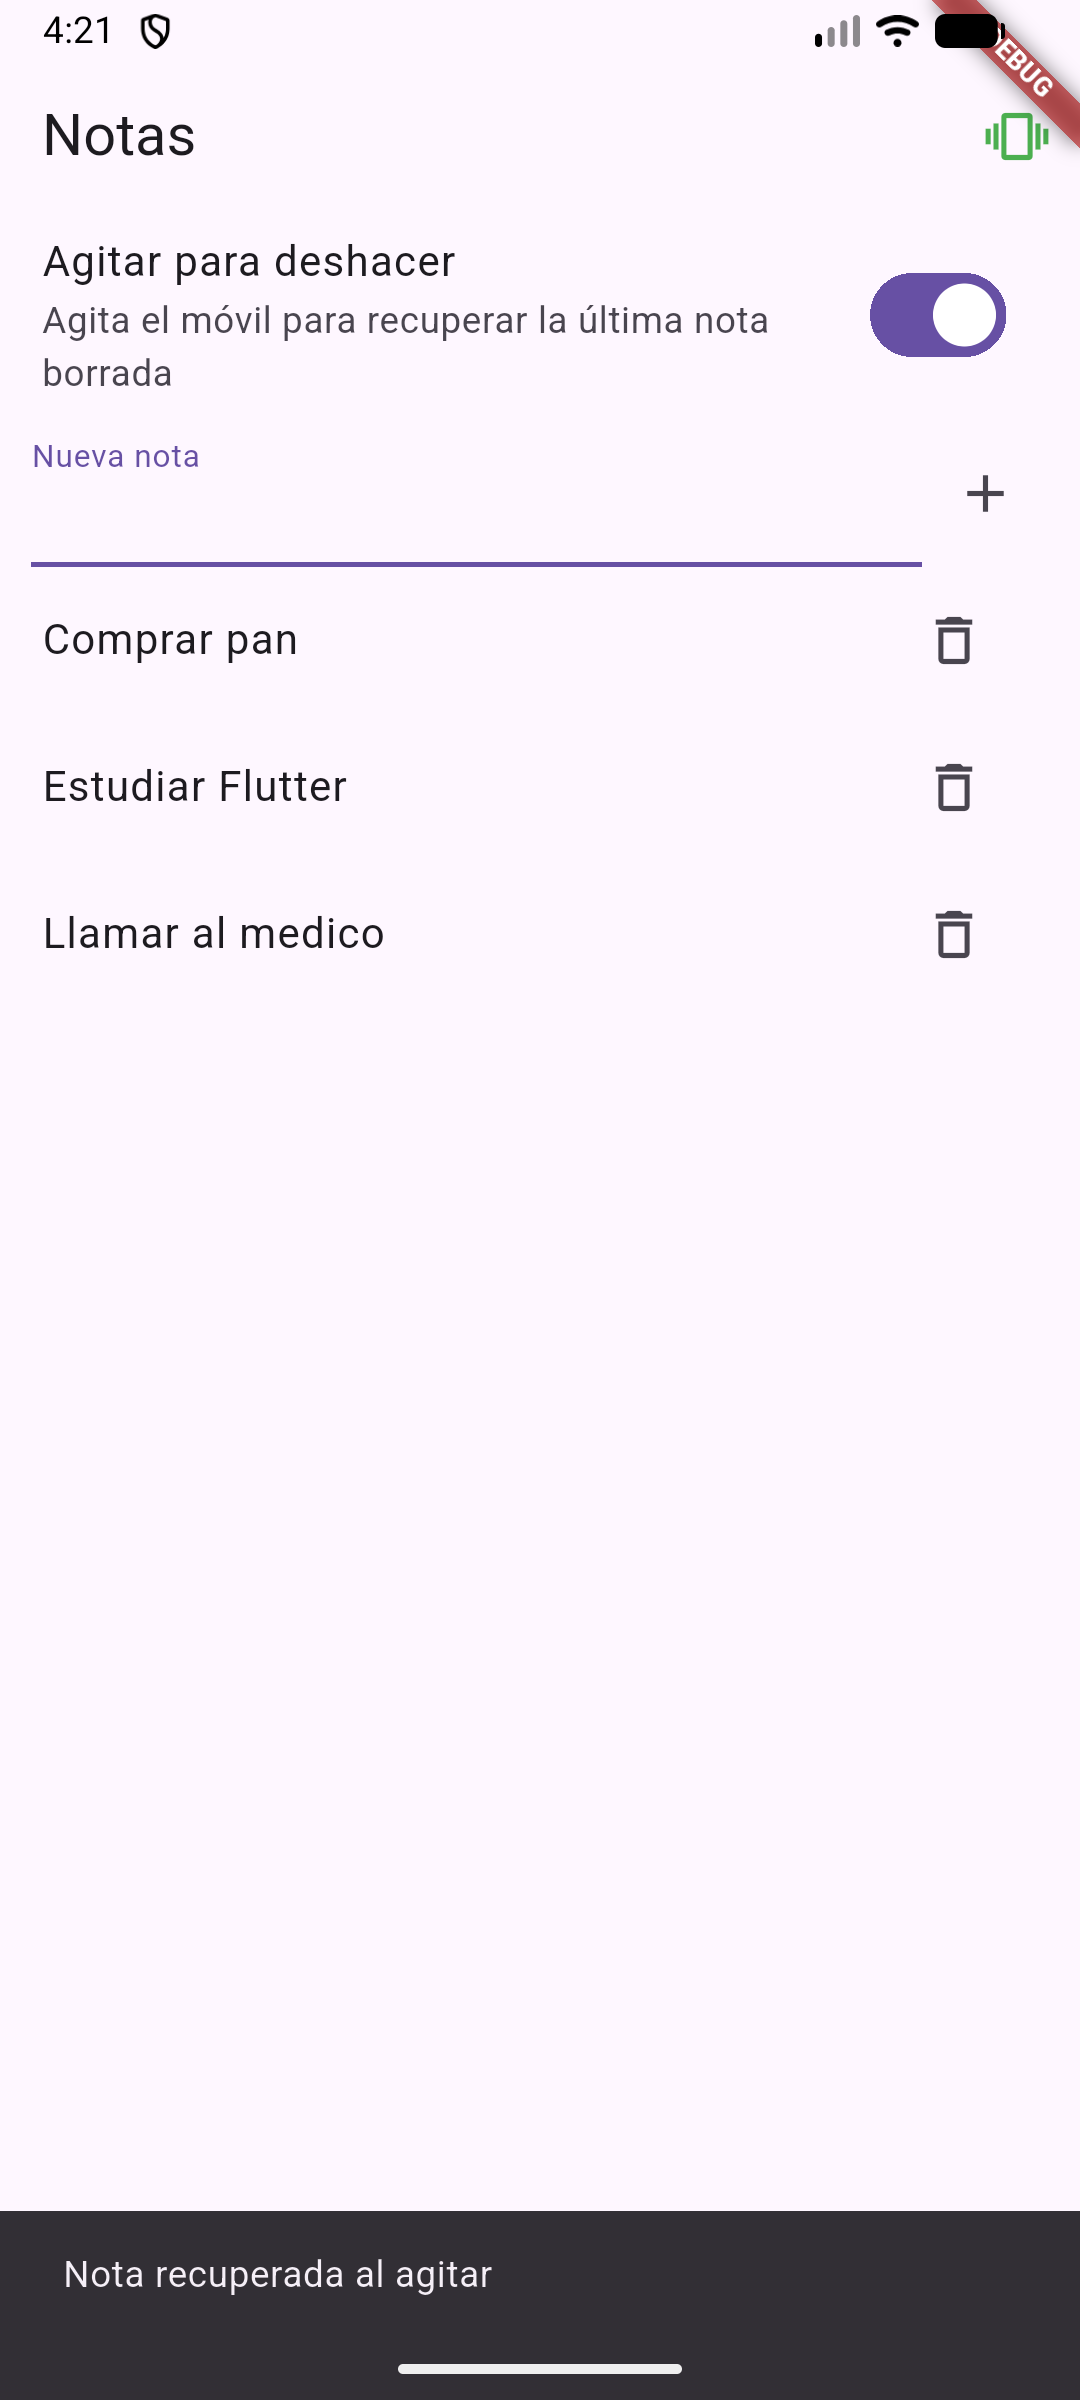 4:21
EBUG
Notas
Agitar para deshacer
Agita el móvil para recuperar la última nota
borrada
Nueva nota
Comprar pan
Estudiar Flutter
Llamar al medico
Nota recuperada al agitar